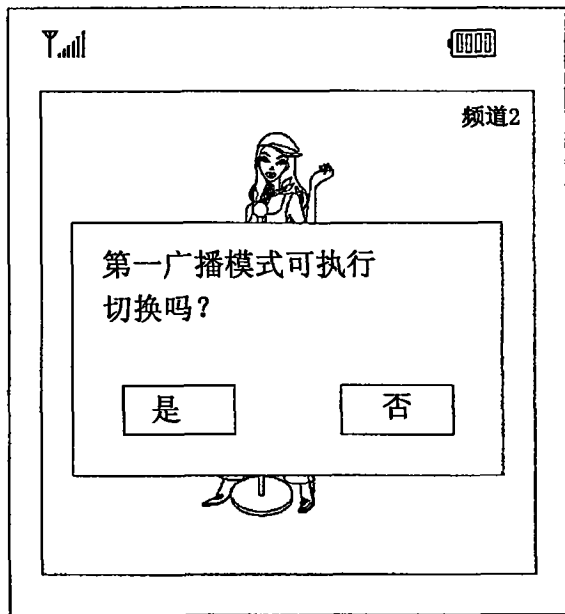 频道2
第一广播模式可执行
切换吗?
是
否